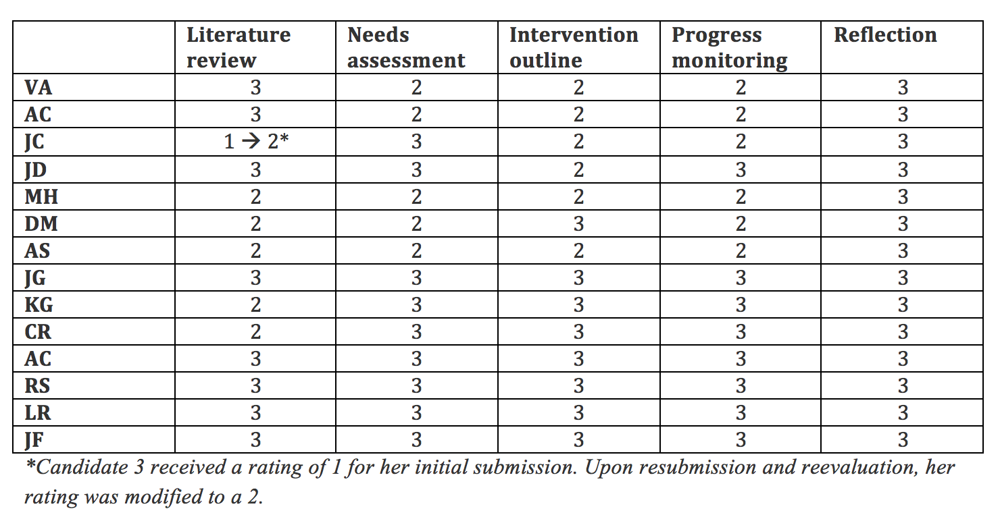 Literature review Needs assessment Intervention outline Progress monitoring Reflection
VA 3 2 2 2 3
AC 3 2 2 2 3
JC 1 → 2* 3 2 2 3
JD 3 3 2 3 3
MH 2 2 2 2 3
DM 2 2 3 2 3
AS 2 2 2 2 3
JG 3 3 3 3 3
KG 2 3 3 3 3
CR 2 3 3 3 3
AC 3 3 3 3 3
RS 3 3 3 3 3
LR 3 3 3 3 3
JF 3 3 3 3 3
*Candidate 3 received a rating of 1 for her initial submission. Upon resubmission and reevaluation, her
rating was modified to a 2.